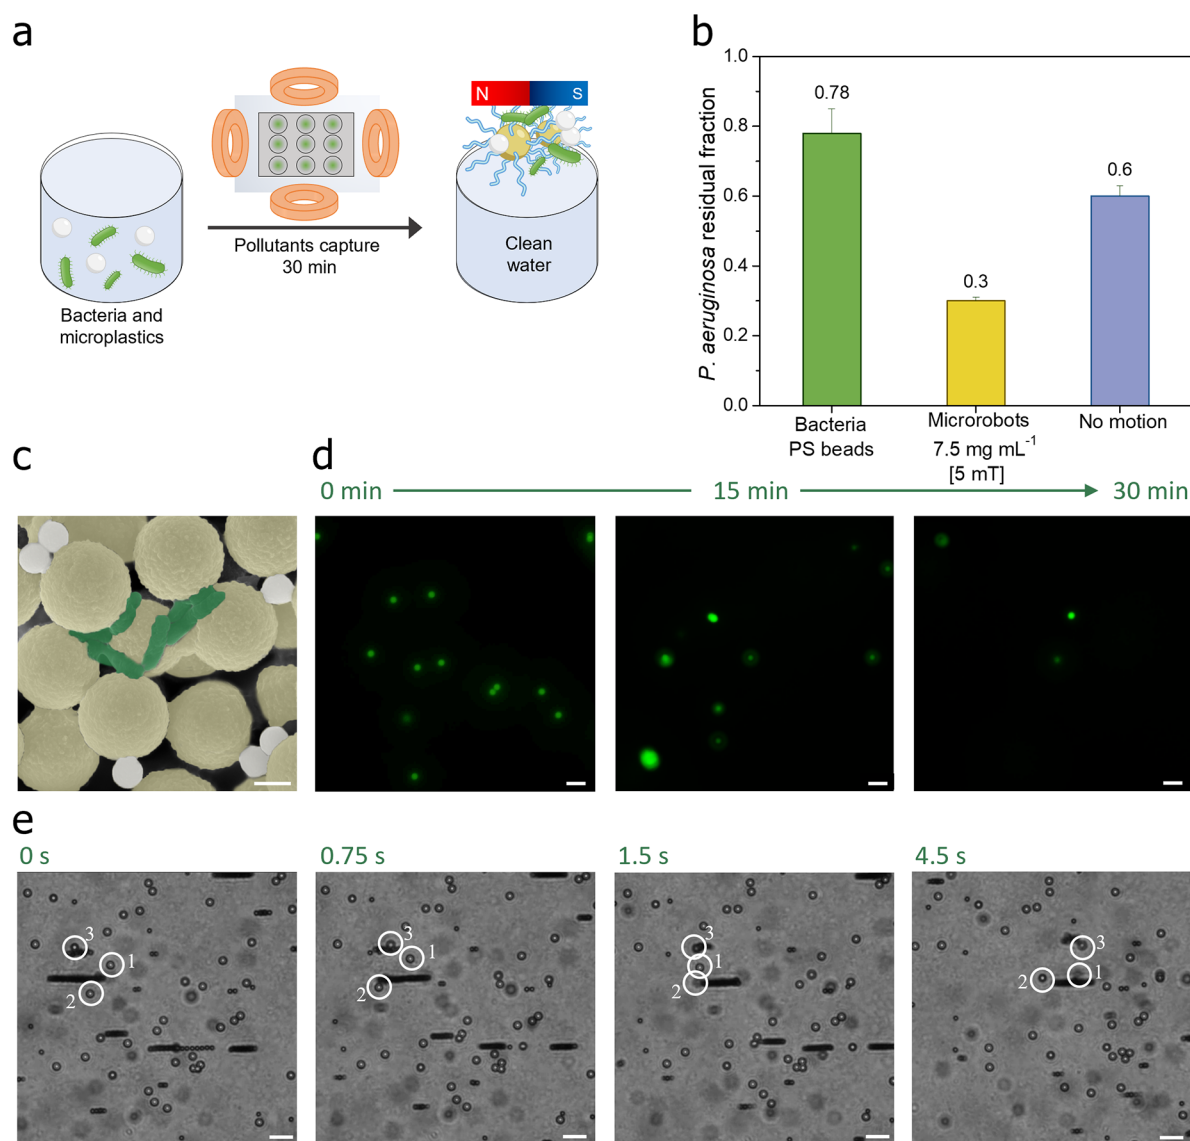 a
N
S
Pollutants capture
30 min
Clean
water
Bacteria and
microplastics
b
P. aeruginosa residual fraction
1.0
0.8
0.6
0.4
0.2
0.0
0.78
0.3
0.6
Bacteria
PS beads
Microrobots
7.5 mg mL⁻¹
[5 mT]
No motion
c
d
0 min
15 min
30 min
e
0 s
0.75 s
1.5 s
4.5 s
3
1
2
3
1
2
3
1
2
3
1
2